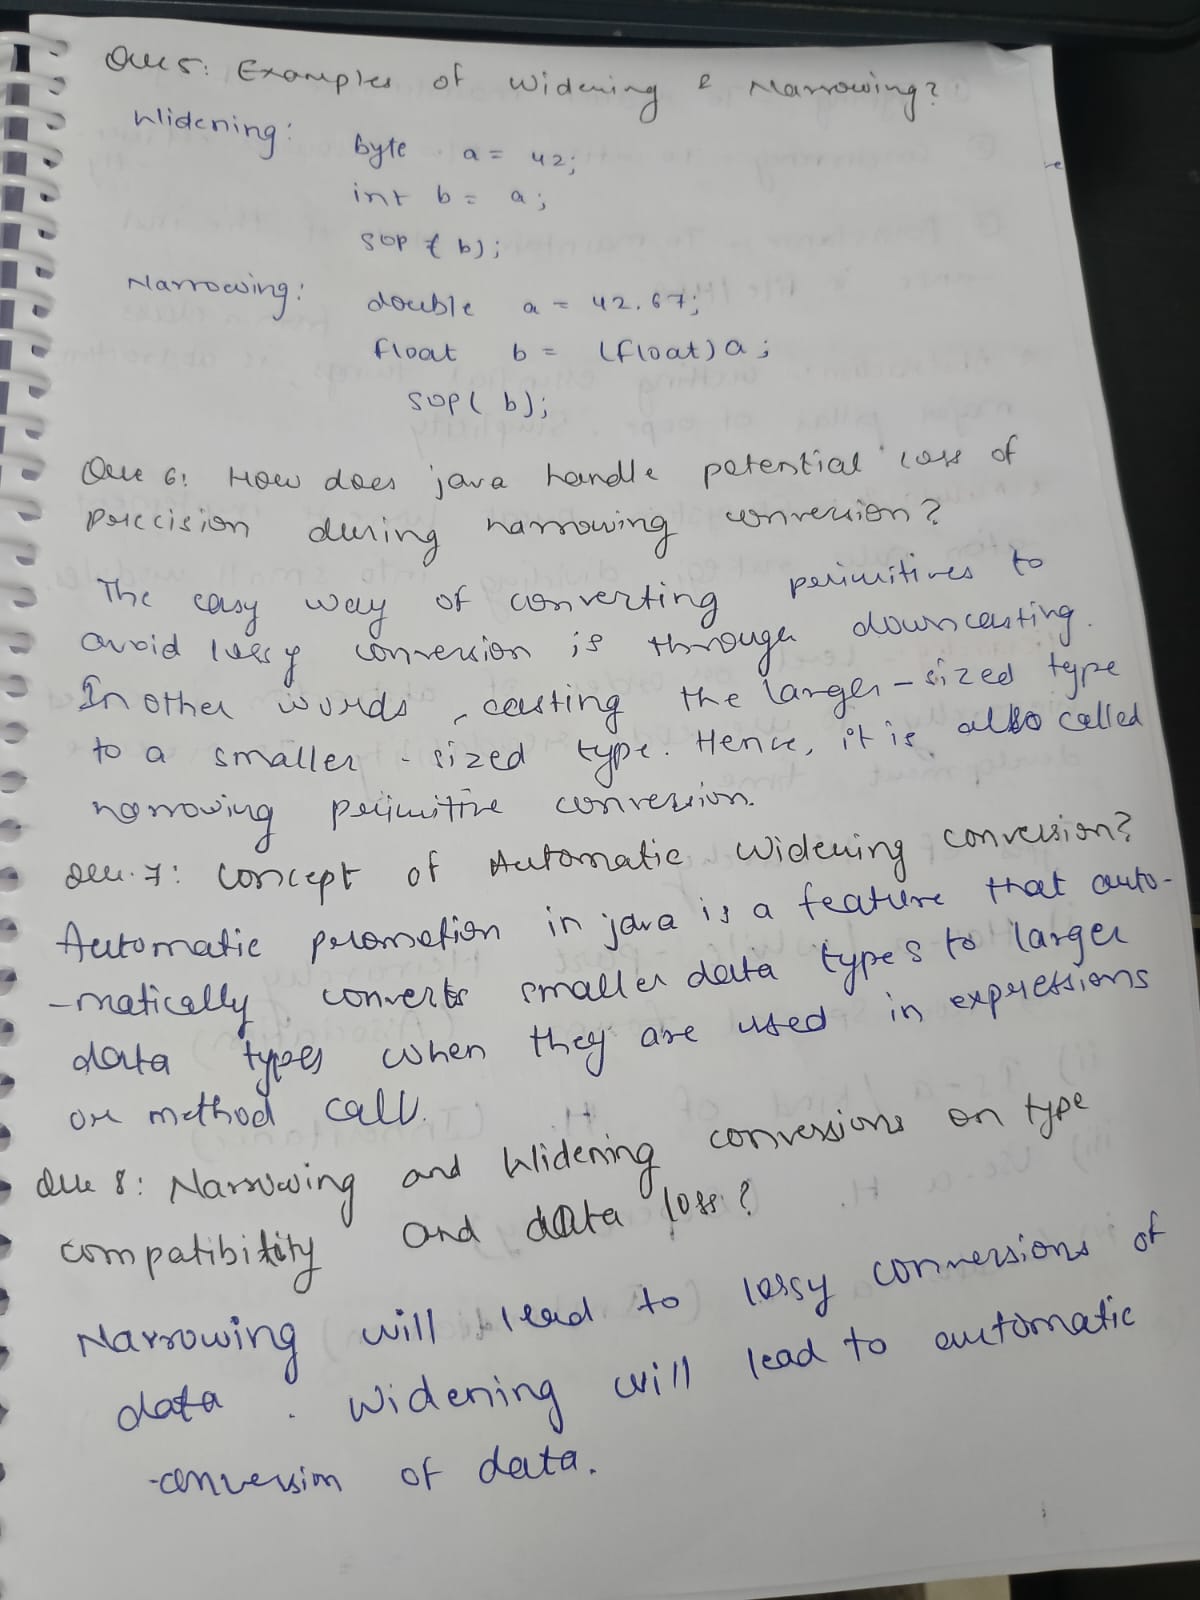 Que 5: Examples of Widening & Narrowing?
Widening: byte a = 42;
int b = a;
sop ( b);
Narrowing: double a = 42.67;
float b = (float) a;
sop( b);
Que 6: How does java handle potential loss of
precision during narrowing conversion?
The easy way of converting primitives to
avoid lossy conversion is through downcasting.
In other words, casting the larger-sized type
to a smaller-sized type. Hence, it is also called
narrowing primitive conversion.
Que. 7: Concept of Automatic Widening conversion?
Automatic promotion in java is a feature that auto-
-matically converts smaller data types to larger
data types when they are used in expressions
or method call.
Que 8: Narrowing and Widening conversions on type
compatibitity and data loss?
Narrowing will lead to lossy conversions of
data. Widening will lead to automatic
-conversion of data.